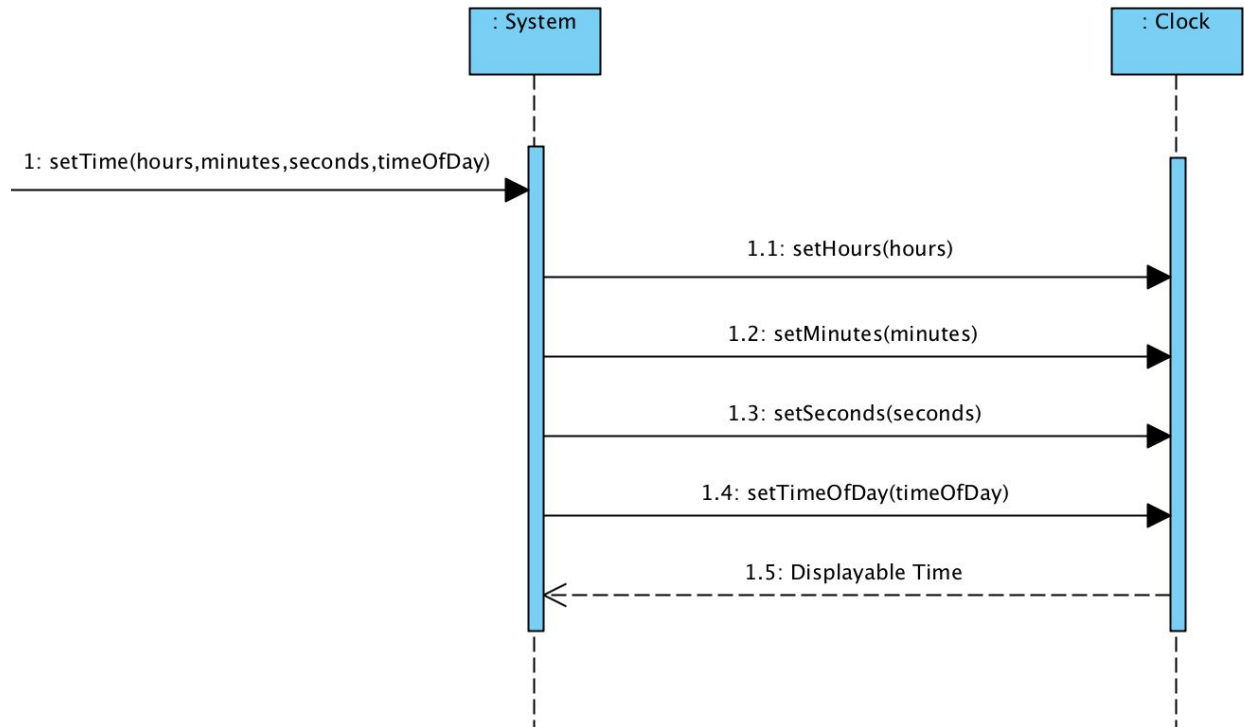 : System
: Clock
1: setTime(hours,minutes,seconds,timeOfDay)
1.1: setHours(hours)
1.2: setMinutes(minutes)
1.3: setSeconds(seconds)
1.4: setTimeOfDay(timeOfDay)
1.5: Displayable Time